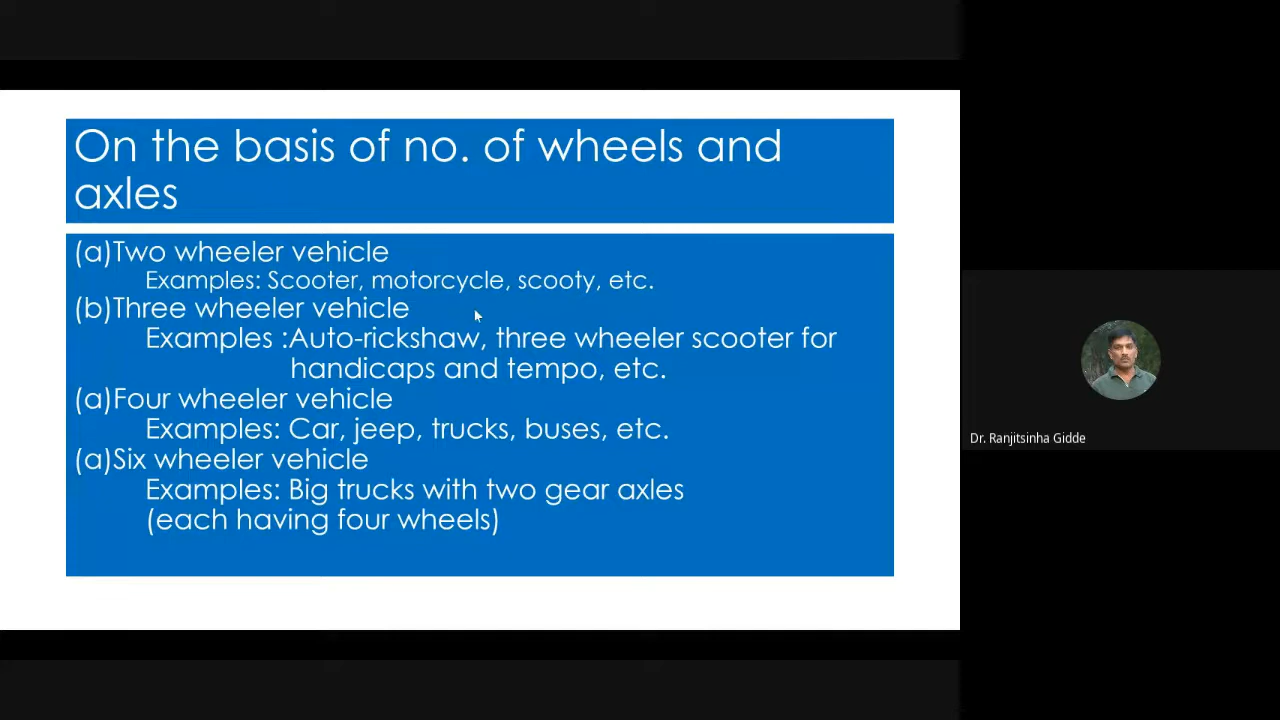 On the basis of no. of wheels and
axles
(a)Two wheeler vehicle
Examples: Scooter, motorcycle, scooty, etc.
(b)Three wheeler vehicle
Examples :Auto-rickshaw, three wheeler scooter for
handicaps and tempo, etc.
(a)Four wheeler vehicle
Examples: Car, jeep, trucks, buses, etc.
(a)Six wheeler vehicle
Examples: Big trucks with two gear axles
(each having four wheels)
Dr. Ranjitsinha Gidde